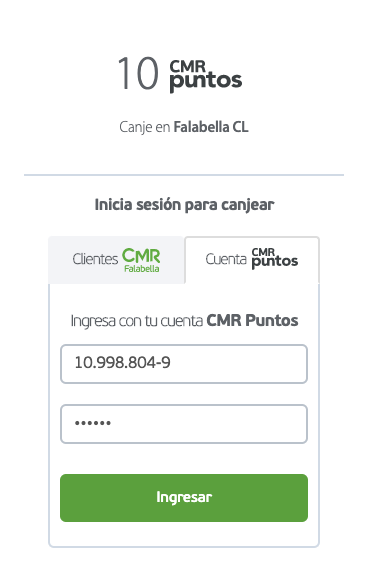 10 CMR puntos
Canje en Falabella CL
Inicia sesión para canjear
Clientes CMR Falabella
Cuenta CMR puntos
Ingresa con tu cuenta CMR Puntos
10.998.804-9
••••••
Ingresar